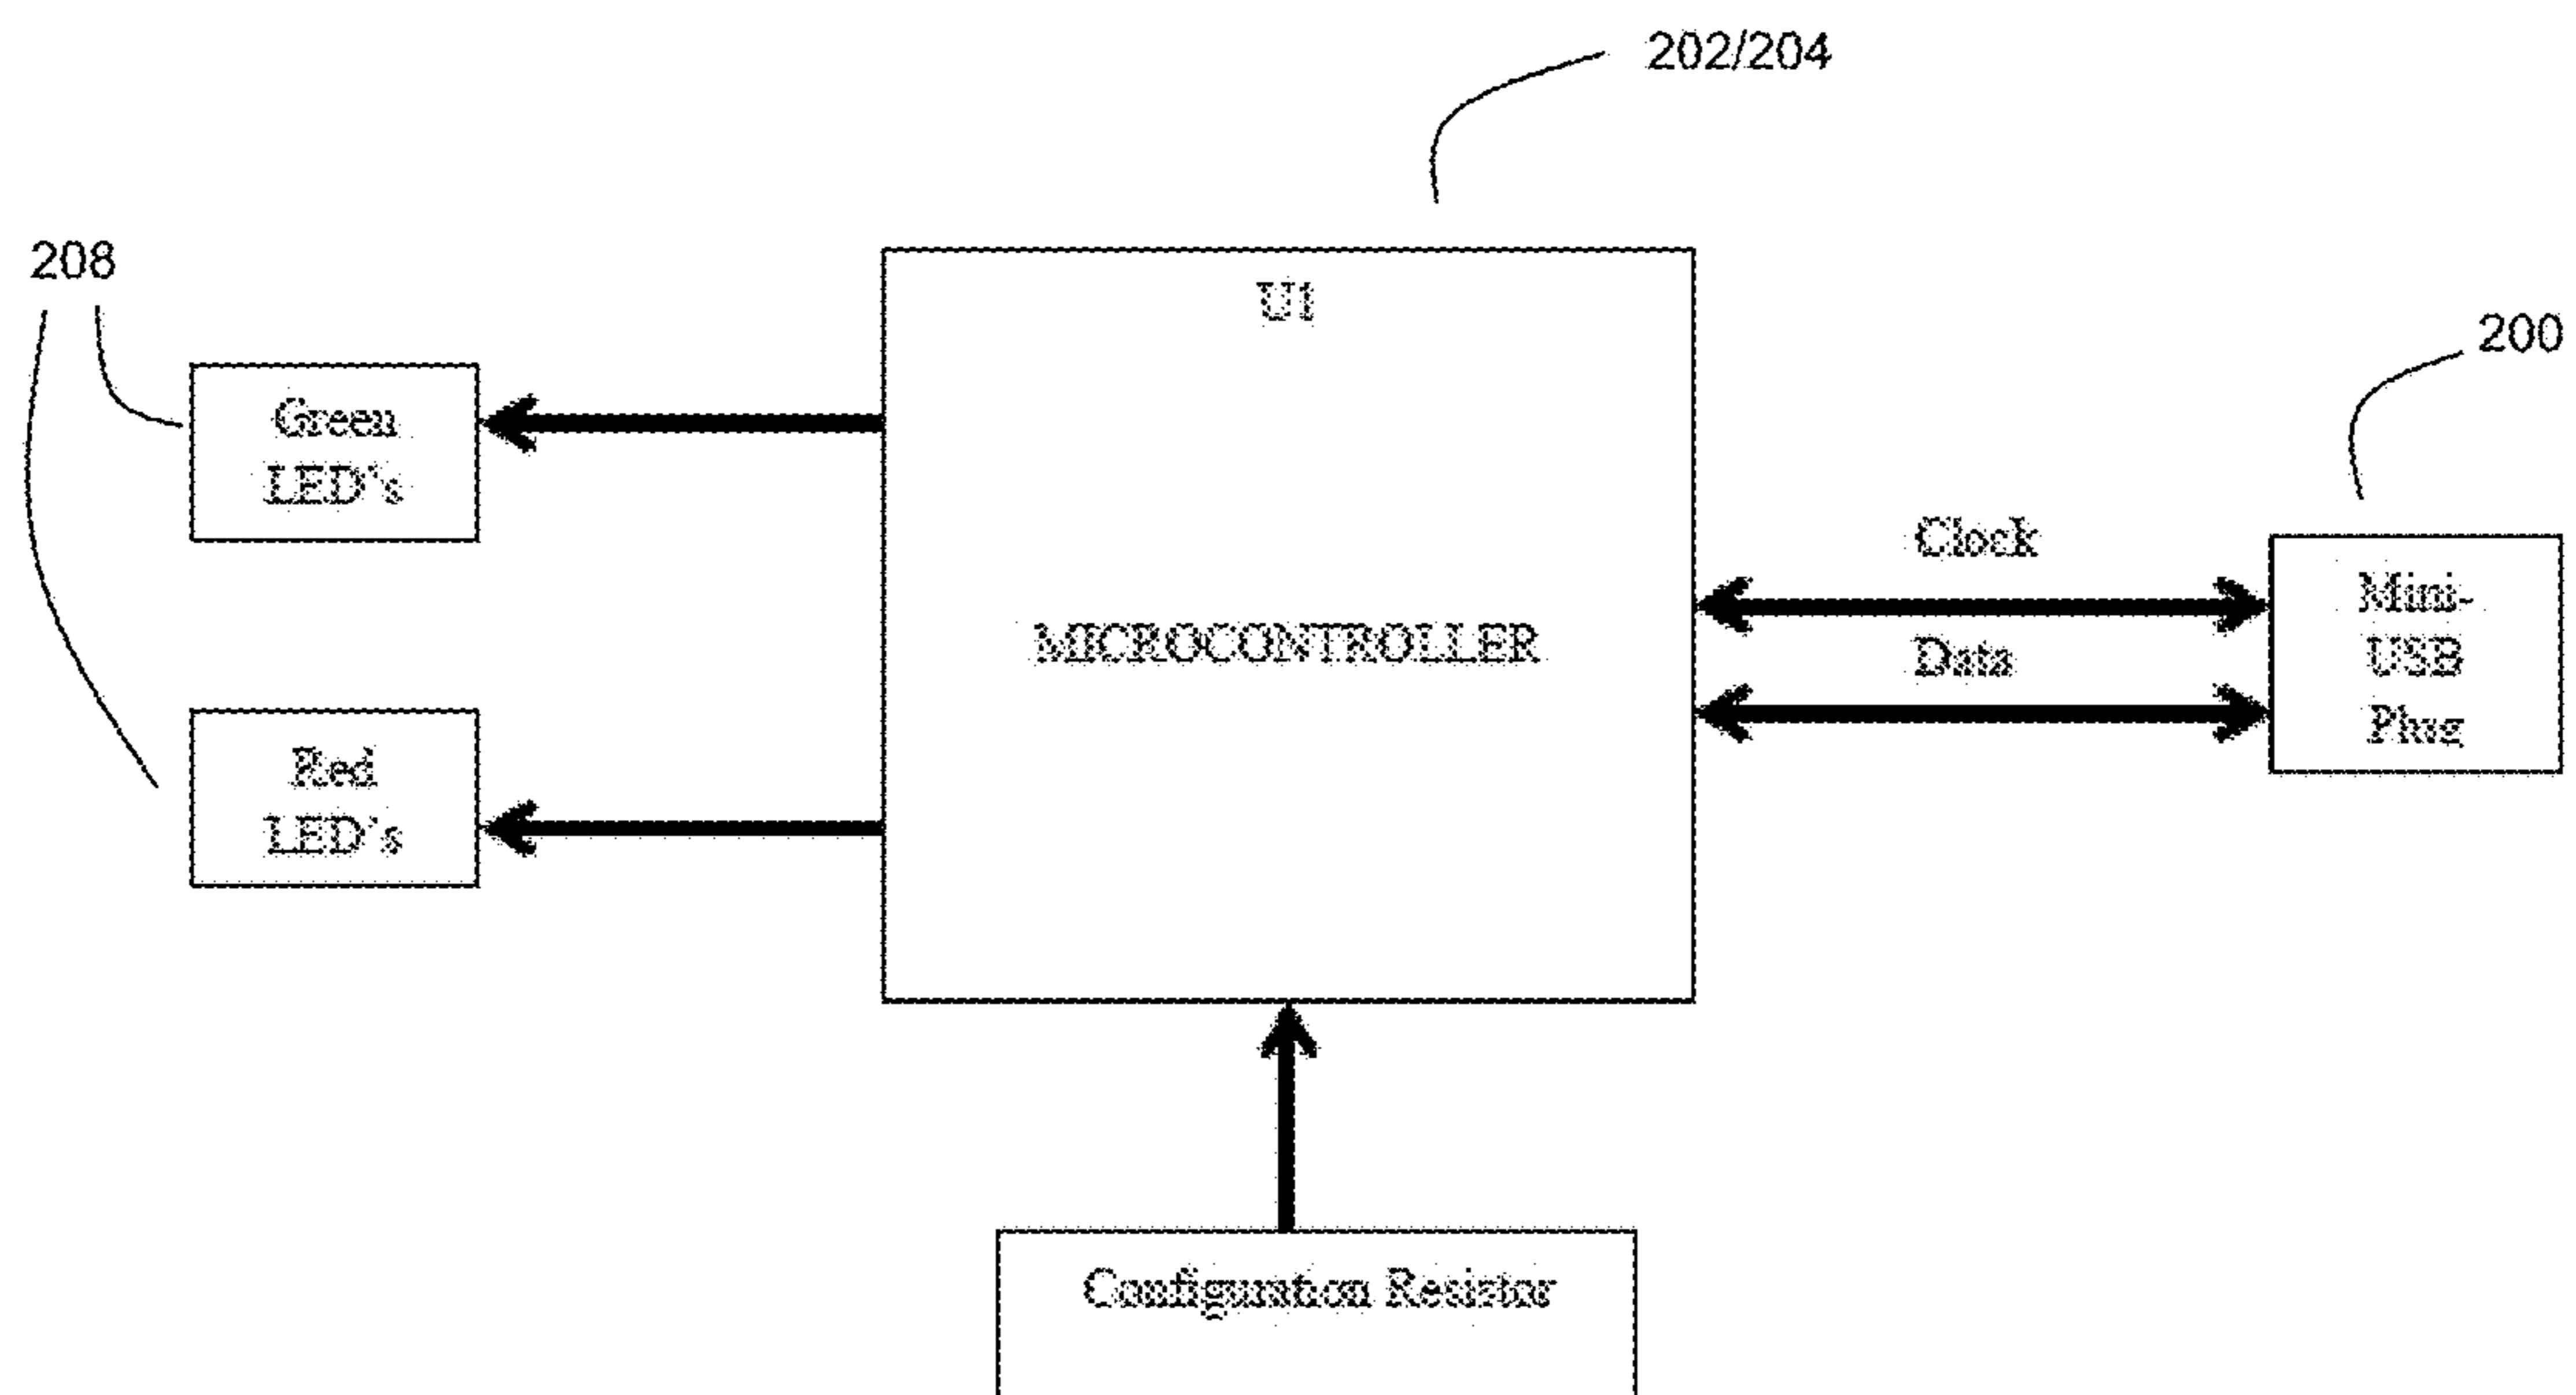 202/204
208
U1
200
Green
LED's
Clock
Mini-
USB
Plug
MICROCONTROLLER
Data
Red
LED's
Configuration Resistor